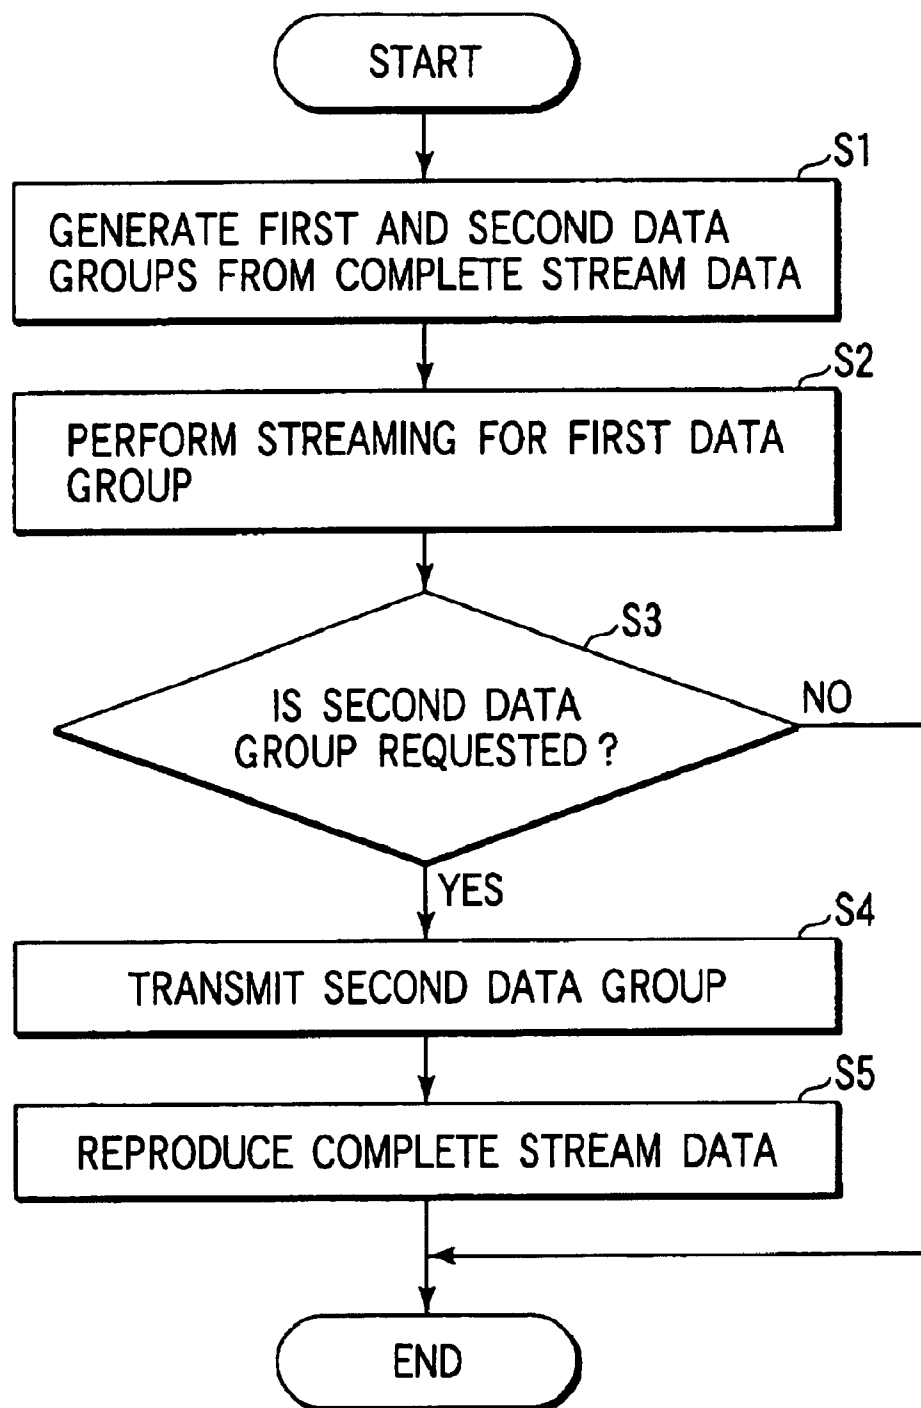 START
S1
GENERATE FIRST AND SECOND DATA
GROUPS FROM COMPLETE STREAM DATA
S2
PERFORM STREAMING FOR FIRST DATA
GROUP
S3
IS SECOND DATA
GROUP REQUESTED ?
NO
YES
S4
TRANSMIT SECOND DATA GROUP
S5
REPRODUCE COMPLETE STREAM DATA
END